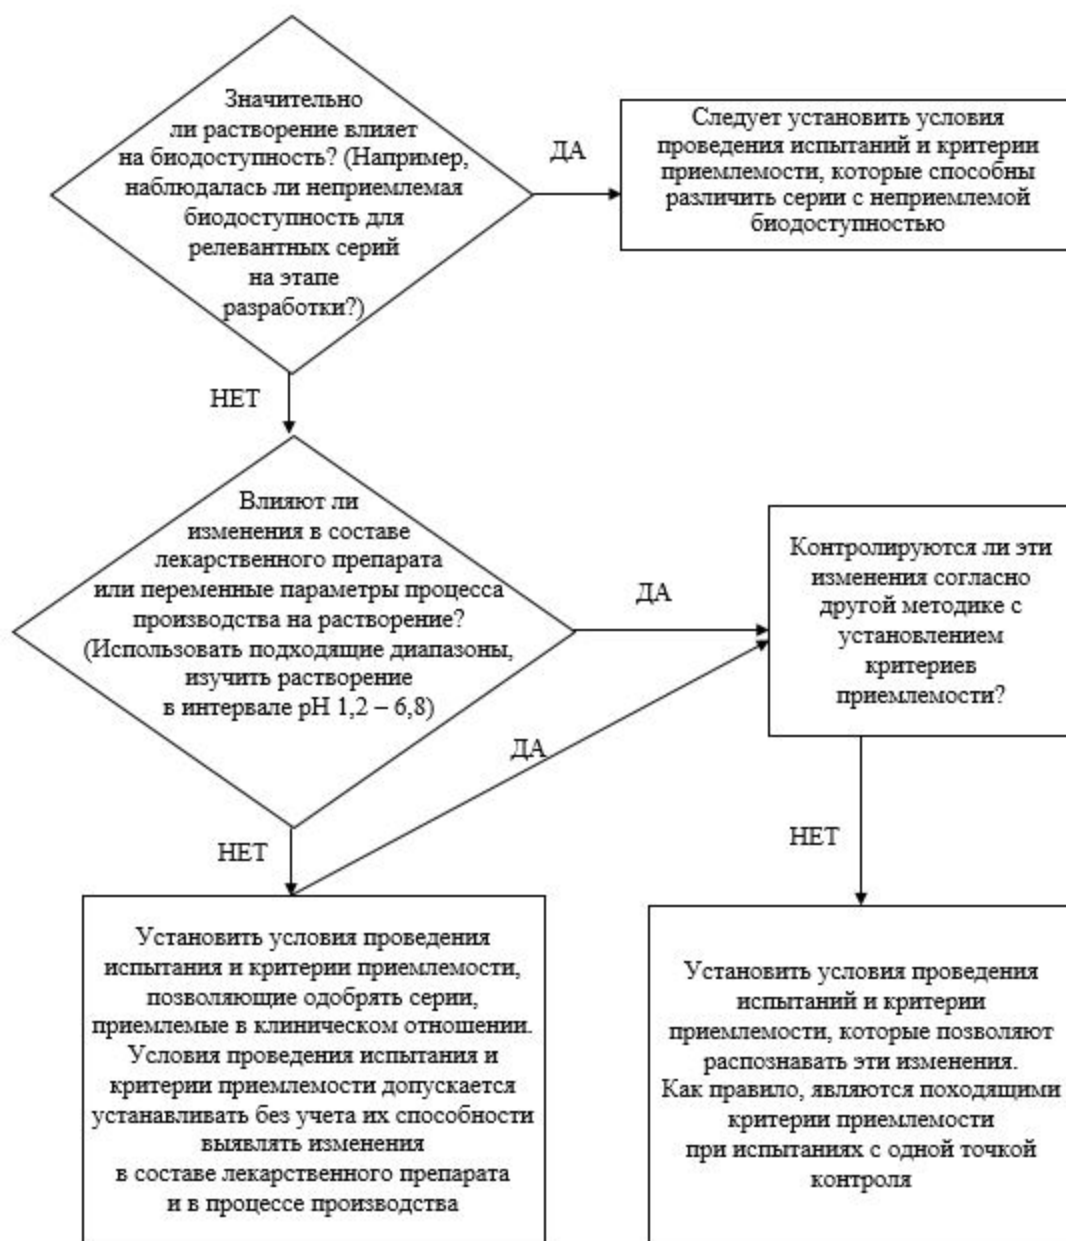 Значительно
ли растворение влияет
на биодоступность? (Например,
наблюдалась ли неприемлемая
биодоступность для
релевантных серий
на этапе
разработки?)
ДА
Следует установить условия
проведения испытаний и критерии
приемлемости, которые способны
различить серии с неприемлемой
биодоступностью
НЕТ
Влияют ли
изменения в составе
лекарственного препарата
или переменные параметры процесса
производства на растворение?
(Использовать подходящие диапазоны,
изучить растворение
в интервале pH 1,2 – 6,8)
ДА
Контролируются ли эти
изменения согласно
другой методике с
установлением
критериев
приемлемости?
ДА
НЕТ
НЕТ
Установить условия проведения
испытания и критерии приемлемости,
позволяющие одобрять серии,
приемлемые в клиническом отношении.
Условия проведения испытания и
критерии приемлемости допускается
устанавливать без учета их способности
выявлять изменения
в составе лекарственного препарата
и в процессе производства
Установить условия проведения
испытаний и критерии
приемлемости, которые позволяют
распознавать эти изменения.
Как правило, являются походящими
критерии приемлемости
при испытаниях с одной точкой
контроля